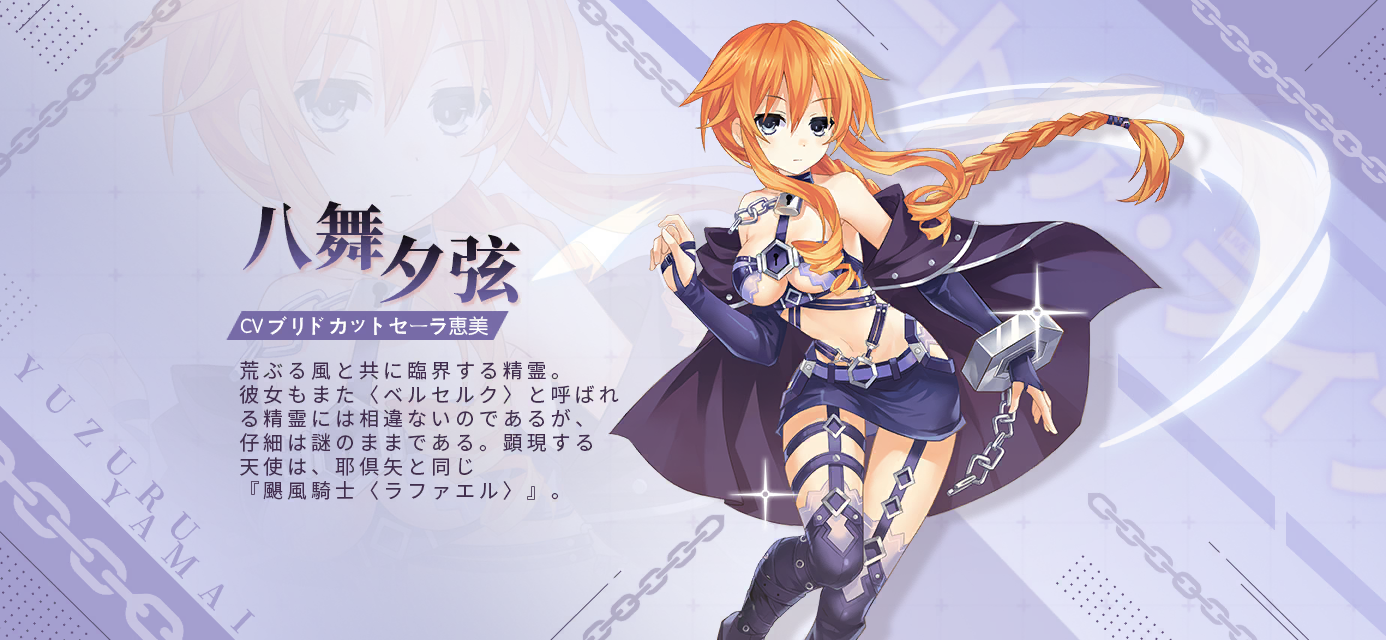 八舞夕弦
CV ブリドカットセーラ恵美
荒ぶる風と共に臨界する精霊。
彼女もまた〈ベルセルク〉と呼ばれ
る精霊には相違ないのであるが、
仔細は謎のままである。顕現する
天使は、耶倶矢と同じ
『颶風騎士〈ラファエル〉』。
YUZURU
YAMAI